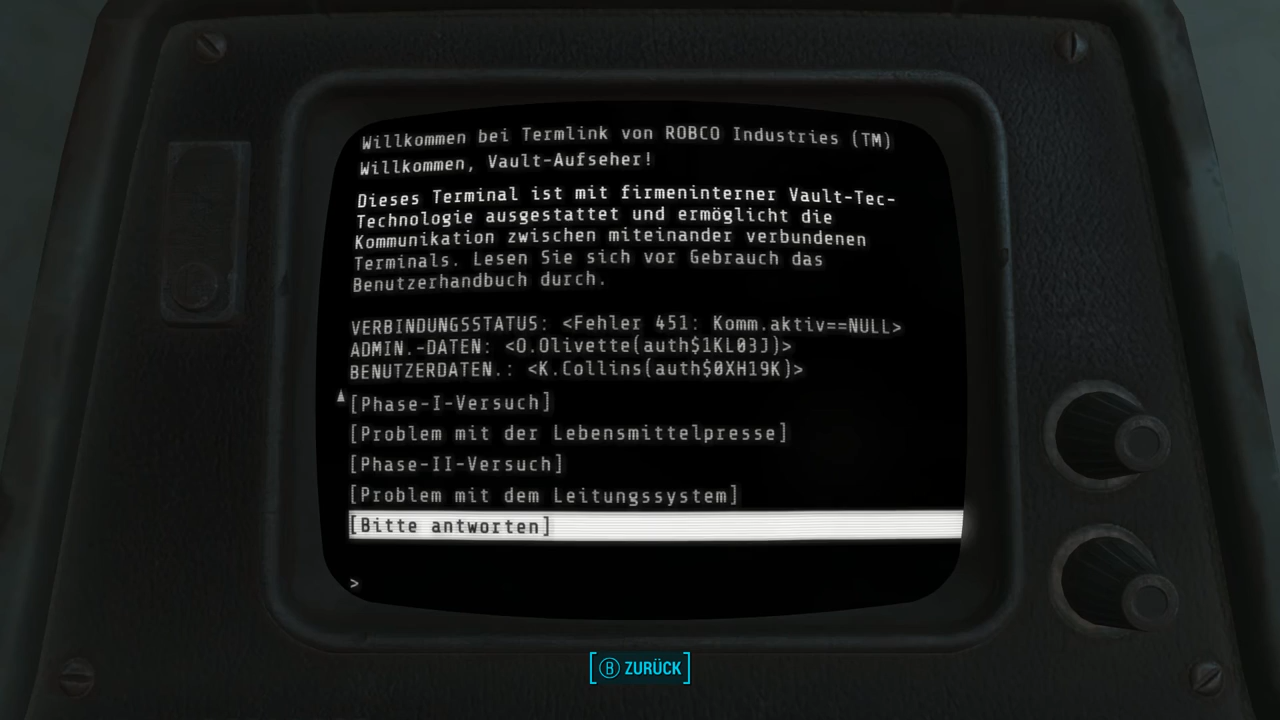 Willkommen bei Termlink von ROBCO Industries (TM)
Willkommen, Vault-Aufseher!
Dieses Terminal ist mit firmeninterner Vault-Tec-
Technologie ausgestattet und ermöglicht die
Kommunikation zwischen miteinander verbundenen
Terminals. Lesen Sie sich vor Gebrauch das
Benutzerhandbuch durch.
VERBINDUNGSSTATUS: <Fehler 451: Komm.aktiv==NULL>
ADMIN.-DATEN: <O.Olivette(auth$1KL03J)>
BENUTZERDATEN.: <K.Collins(auth$0XH19K)>
[Phase-I-Versuch]
[Problem mit der Lebensmittelpresse]
[Phase-II-Versuch]
[Problem mit dem Leitungssystem]
[Bitte antworten]
>
[Ⓑ ZURÜCK]